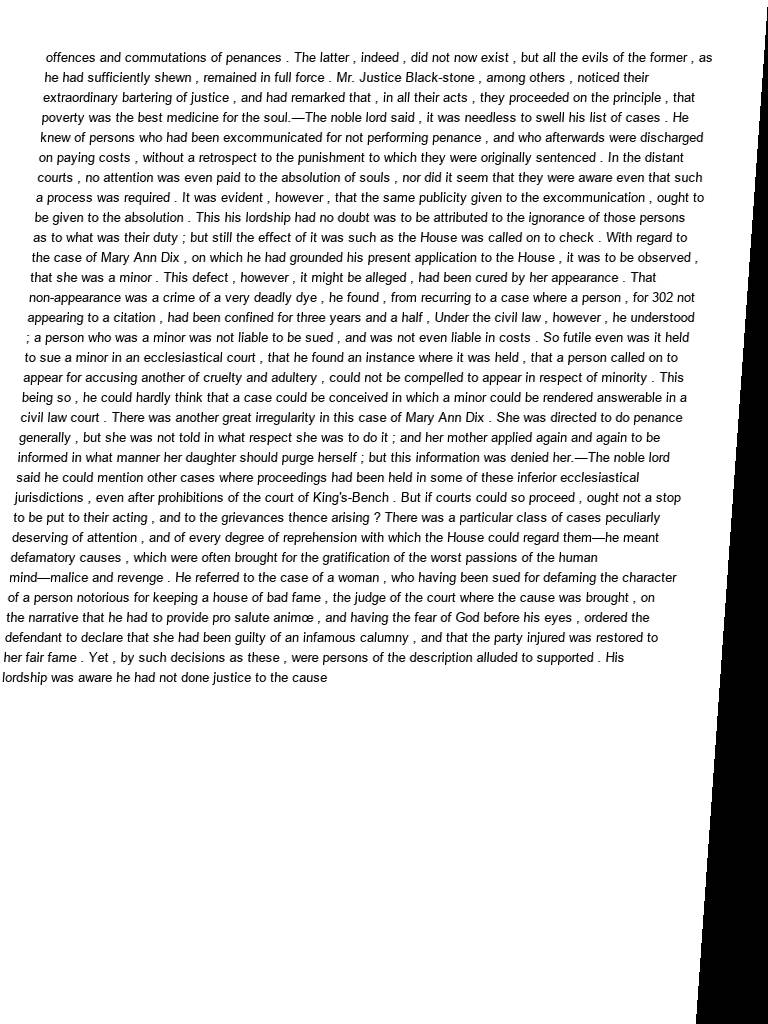 offences and commutations of penances . The latter , indeed , did not now exist , but all the evils of the former , as
he had sufficiently shewn , remained in full force . Mr. Justice Black-stone , among others , noticed their
extraordinary bartering of justice , and had remarked that , in all their acts , they proceeded on the principle , that
poverty was the best medicine for the soul.—The noble lord said , it was needless to swell his list of cases . He
knew of persons who had been excommunicated for not performing penance , and who afterwards were discharged
on paying costs , without a retrospect to the punishment to which they were originally sentenced . In the distant
courts , no attention was even paid to the absolution of souls , nor did it seem that they were aware even that such
a process was required . It was evident , however , that the same publicity given to the excommunication , ought to
be given to the absolution . This his lordship had no doubt was to be attributed to the ignorance of those persons
as to what was their duty ; but still the effect of it was such as the House was called on to check . With regard to
the case of Mary Ann Dix , on which he had grounded his present application to the House , it was to be observed ,
that she was a minor . This defect , however , it might be alleged , had been cured by her appearance . That
non-appearance was a crime of a very deadly dye , he found , from recurring to a case where a person , for 302 not
appearing to a citation , had been confined for three years and a half , Under the civil law , however , he understood
; a person who was a minor was not liable to be sued , and was not even liable in costs . So futile even was it held
to sue a minor in an ecclesiastical court , that he found an instance where it was held , that a person called on to
appear for accusing another of cruelty and adultery , could not be compelled to appear in respect of minority . This
being so , he could hardly think that a case could be conceived in which a minor could be rendered answerable in a
civil law court . There was another great irregularity in this case of Mary Ann Dix . She was directed to do penance
generally , but she was not told in what respect she was to do it ; and her mother applied again and again to be
informed in what manner her daughter should purge herself ; but this information was denied her.—The noble lord
said he could mention other cases where proceedings had been held in some of these inferior ecclesiastical
jurisdictions , even after prohibitions of the court of King's-Bench . But if courts could so proceed , ought not a stop
to be put to their acting , and to the grievances thence arising ? There was a particular class of cases peculiarly
deserving of attention , and of every degree of reprehension with which the House could regard them—he meant
defamatory causes , which were often brought for the gratification of the worst passions of the human
mind—malice and revenge . He referred to the case of a woman , who having been sued for defaming the character
of a person notorious for keeping a house of bad fame , the judge of the court where the cause was brought , on
the narrative that he had to provide pro salute animœ , and having the fear of God before his eyes , ordered the
defendant to declare that she had been guilty of an infamous calumny , and that the party injured was restored to
her fair fame . Yet , by such decisions as these , were persons of the description alluded to supported . His
lordship was aware he had not done justice to the cause